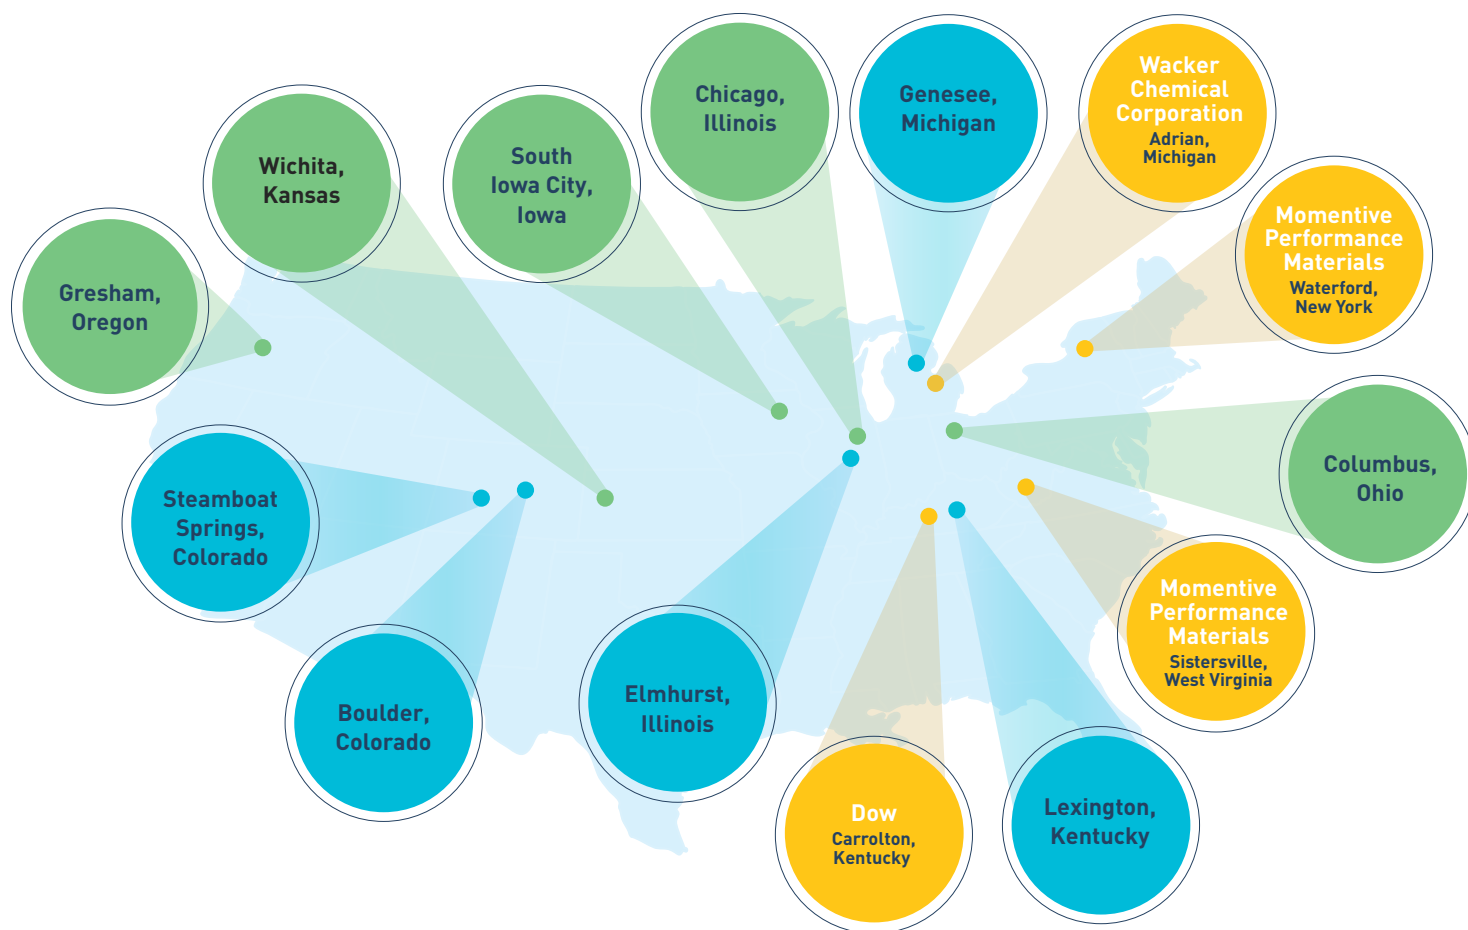 Wacker
Chemical
Corporation
Adrian,
Michigan
Chicago,
Illinois
Genesee,
Michigan
Wichita,
Kansas
South
Iowa City,
Iowa
Momentive
Performance
Materials
Waterford,
New York
Gresham,
Oregon
Columbus,
Ohio
Steamboat
Springs,
Colorado
Momentive
Performance
Materials
Sistersville,
West Virginia
Boulder,
Colorado
Elmhurst,
Illinois
Dow
Carrolton,
Kentucky
Lexington,
Kentucky